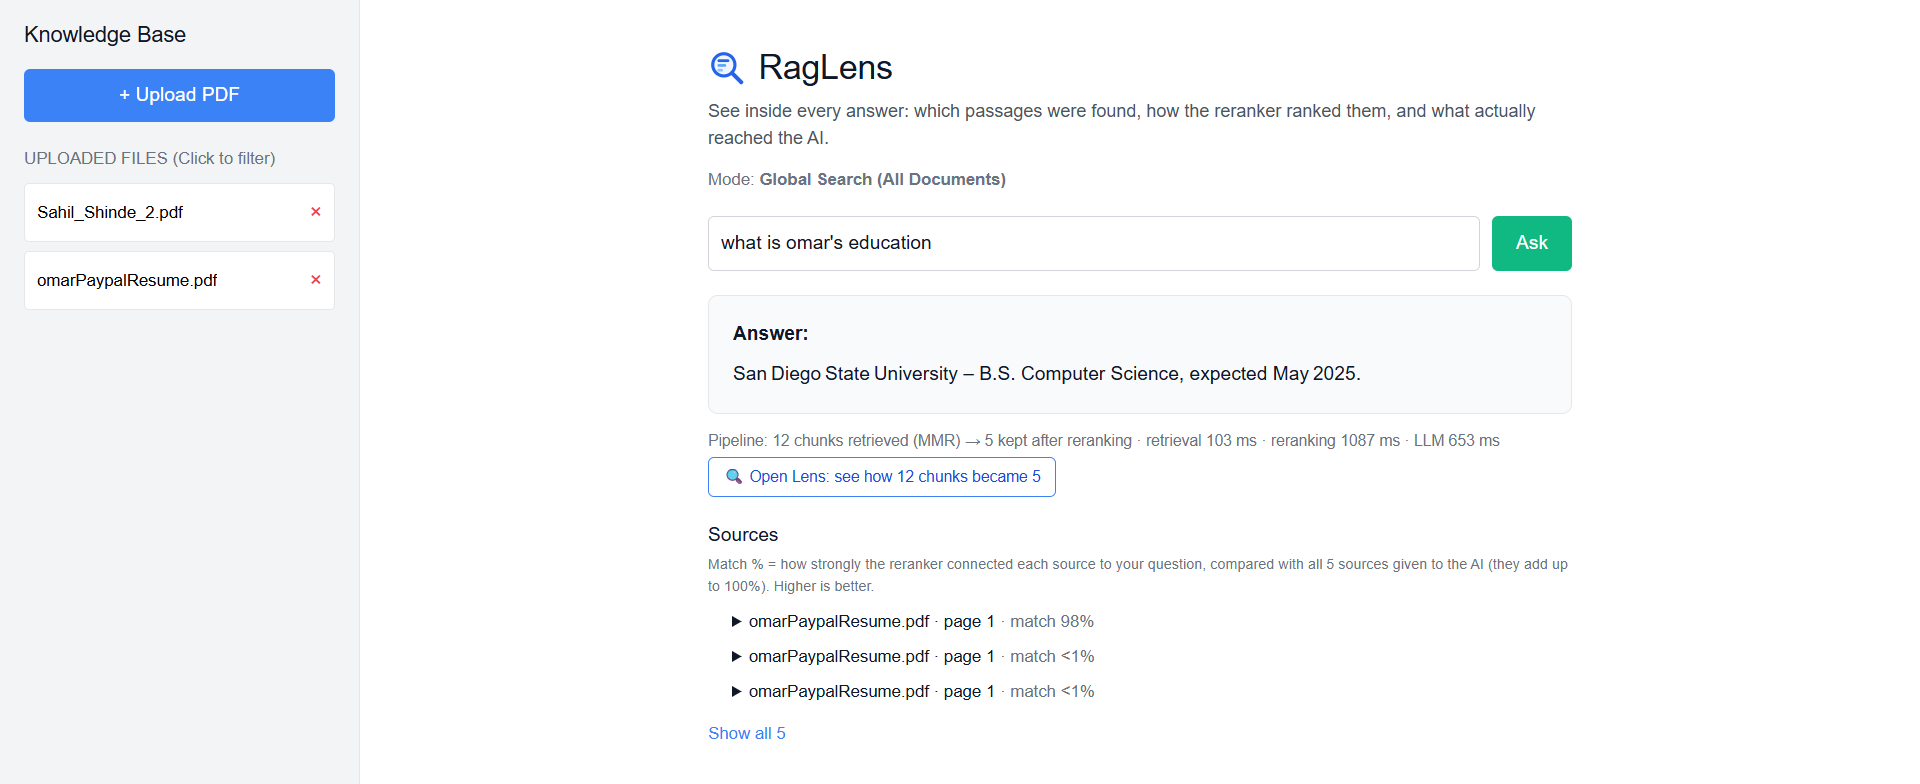 Knowledge Base
+ Upload PDF
UPLOADED FILES (Click to filter)
Sahil_Shinde_2.pdf ×
omarPaypalResume.pdf ×
RagLens
See inside every answer: which passages were found, how the reranker ranked them, and what actually
reached the AI.
Mode: Global Search (All Documents)
what is omar's education
Ask
Answer:
San Diego State University – B.S. Computer Science, expected May 2025.
Pipeline: 12 chunks retrieved (MMR) → 5 kept after reranking · retrieval 103 ms · reranking 1087 ms · LLM 653 ms
Open Lens: see how 12 chunks became 5
Sources
Match % = how strongly the reranker connected each source to your question, compared with all 5 sources given to the AI (they add up
to 100%). Higher is better.
▶ omarPaypalResume.pdf · page 1 · match 98%
▶ omarPaypalResume.pdf · page 1 · match <1%
▶ omarPaypalResume.pdf · page 1 · match <1%
Show all 5